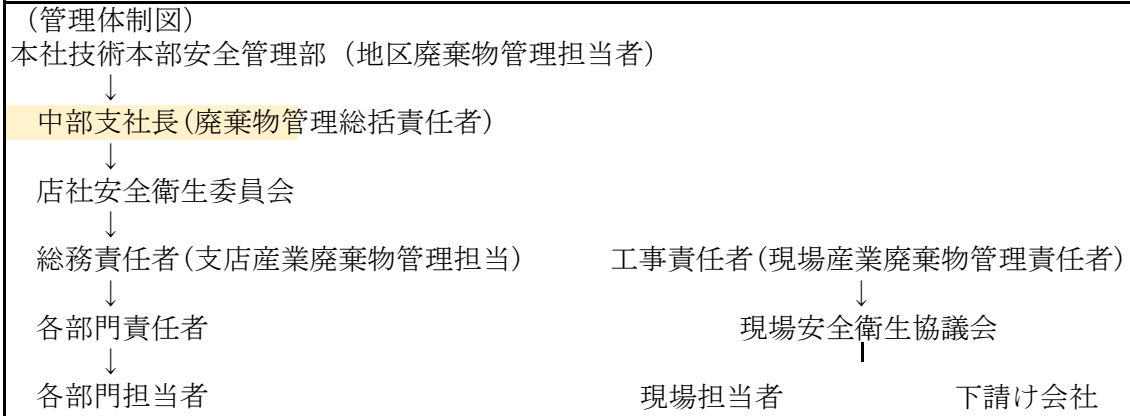 （管理体制図）
本社技術本部安全管理部（地区廃棄物管理担当者）
↓
中部支社長(廃棄物管理総括責任者)
↓
店社安全衛生委員会
↓
総務責任者(支店産業廃棄物管理担当) 工事責任者(現場産業廃棄物管理責任者)
↓ ↓
各部門責任者 現場安全衛生協議会
↓
各部門担当者 現場担当者 下請け会社